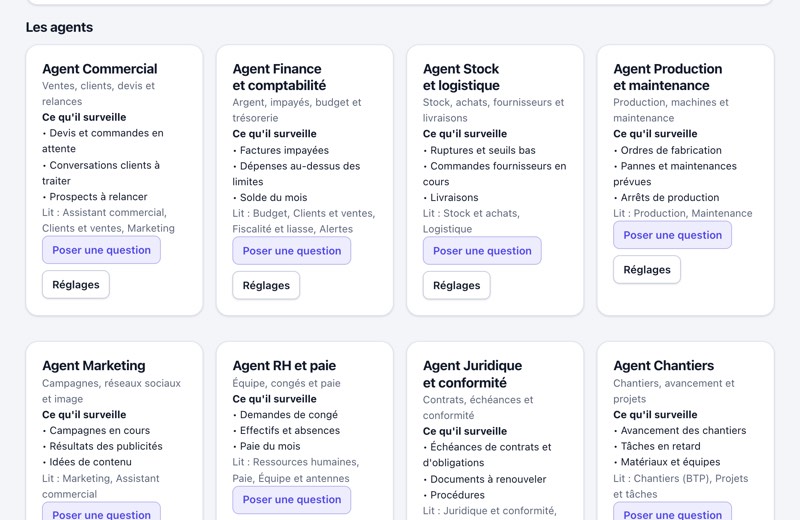 Les agents
Agent Commercial
Ventes, clients, devis et
relances
Ce qu'il surveille
• Devis et commandes en
attente
• Conversations clients à
traiter
• Prospects à relancer
Lit : Assistant commercial,
Clients et ventes, Marketing
Poser une question
Réglages
Agent Finance
et comptabilité
Argent, impayés, budget et
trésorerie
Ce qu'il surveille
• Factures impayées
• Dépenses au-dessus des
limites
• Solde du mois
Lit : Budget, Clients et ventes,
Fiscalité et liasse, Alertes
Poser une question
Réglages
Agent Stock
et logistique
Stock, achats, fournisseurs et
livraisons
Ce qu'il surveille
• Ruptures et seuils bas
• Commandes fournisseurs en
cours
• Livraisons
Lit : Stock et achats,
Logistique
Poser une question
Réglages
Agent Production
et maintenance
Production, machines et
maintenance
Ce qu'il surveille
• Ordres de fabrication
• Pannes et maintenances
prévues
• Arrêts de production
Lit : Production, Maintenance
Poser une question
Réglages
Agent Marketing
Campagnes, réseaux sociaux
et image
Ce qu'il surveille
• Campagnes en cours
• Résultats des publicités
• Idées de contenu
Lit : Marketing, Assistant
commercial
Poser une question
Agent RH et paie
Équipe, congés et paie
Ce qu'il surveille
• Demandes de congé
• Effectifs et absences
• Paie du mois
Lit : Ressources humaines,
Paie, Équipe et antennes
Poser une question
Agent Juridique
et conformité
Contrats, échéances et
conformité
Ce qu'il surveille
• Échéances de contrats et
d'obligations
• Documents à renouveler
• Procédures
Lit : Juridique et conformité,
Agent Chantiers
Chantiers, avancement et
projets
Ce qu'il surveille
• Avancement des chantiers
• Tâches en retard
• Matériaux et équipes
Lit : Chantiers (BTP), Projets
et tâches
Poser une question